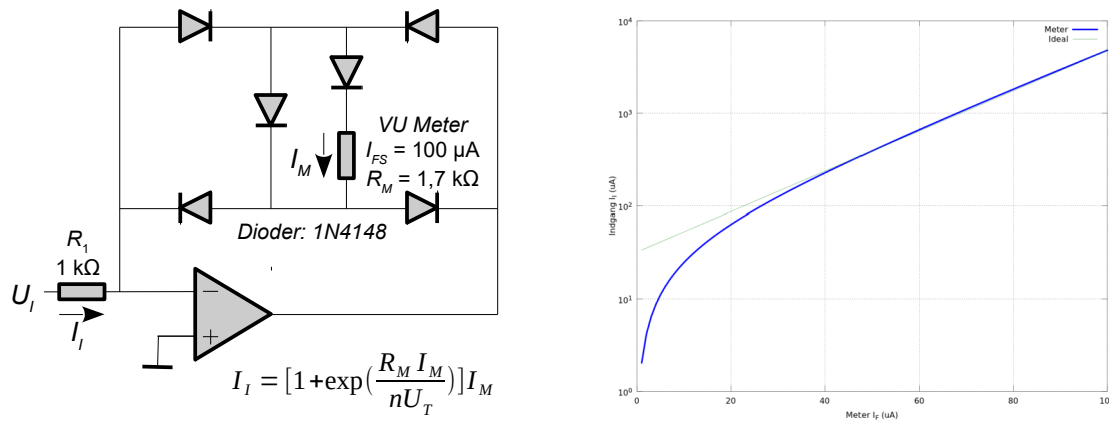 VU Meter
I_FS = 100 µA
R_M = 1,7 kΩ
I_M
Dioder: 1N4148
R_1
1 kΩ
U_I
I_I
−
+
I_I = [1+exp(R_M I_M / nU_T)]I_M
Meter
Ideal
10^4
10^3
10^2
10^1
10^0
Indgang I_I (uA)
0
20
40
60
80
100
Meter I_F (uA)